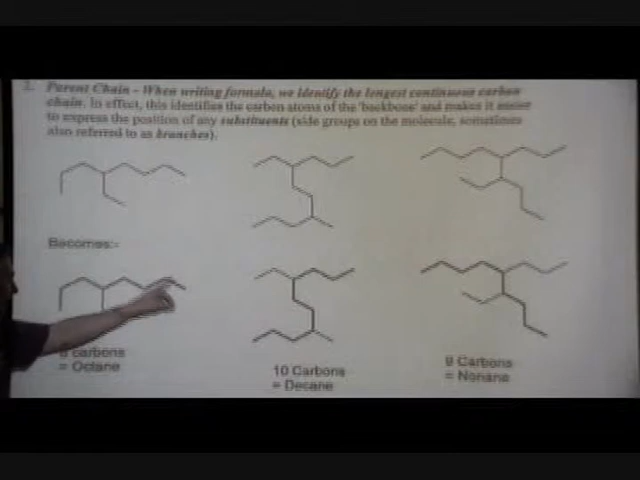 2. Parent Chain – When writing formula, we identify the longest continuous carbon
chain. In effect, this identifies the carbon atoms of the 'backbone' and makes it easier
to express the position of any substituents (side groups on the molecule, sometimes
also referred to as branches).
Becomes:-
carbons
= Octane
10 Carbons
= Decane
9 Carbons
= Nonane